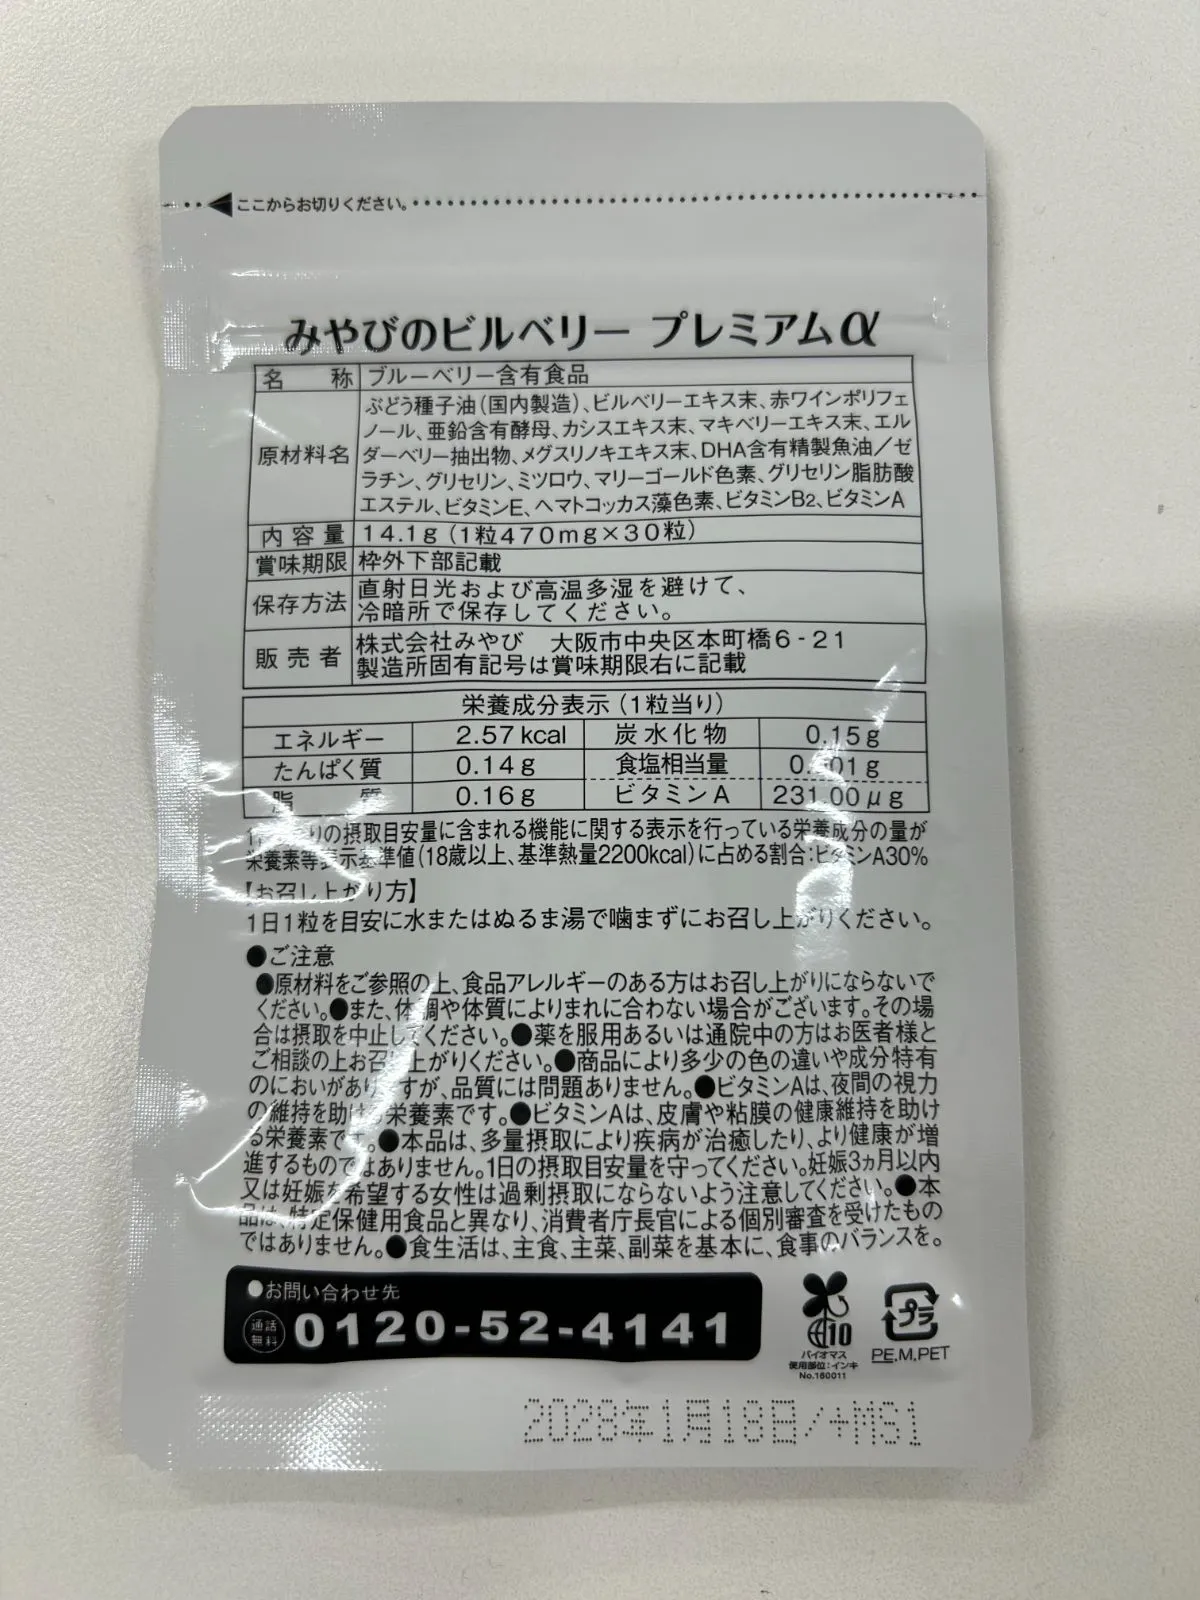 ここからお切りください。
みやびのビルベリー プレミアムα
名称 ブルーベリー含有食品
原材料名
ぶどう種子油(国内製造)、ビルベリーエキス末、赤ワインポリフェ
ノール、亜鉛含有酵母、カシスエキス末、マキベリーエキス末、エル
ダーベリー抽出物、メグスリノキエキス末、DHA含有精製魚油/ゼ
ラチン、グリセリン、ミツロウ、マリーゴールド色素、グリセリン脂肪酸
エステル、ビタミンE、ヘマトコッカス藻色素、ビタミンB2、ビタミンA
内容量 14.1g(1粒470mg×30粒)
賞味期限 枠外下部記載
保存方法
直射日光および高温多湿を避けて、
冷暗所で保存してください。
販売者
株式会社みやび 大阪市中央区本町橋6-21
製造所固有記号は賞味期限右に記載
栄養成分表示(1粒当り)
エネルギー 2.57kcal 炭水化物 0.15g
たんぱく質 0.14g 食塩相当量 01g
脂質 0.16g ビタミンA 231.00μg
りの摂取目安量に含まれる機能に関する表示を行っている栄養成分の量が
栄養素等表示基準値(18歳以上、基準熱量2200kcal)に占める割合:ビタミンA30%
【お召し上がり方】
1日1粒を目安に水またはぬるま湯で噛まずにお召し上がりください。
●ご注意
●原材料をご参照の上、食品アレルギーのある方はお召し上がりにならないで
ください。●また、体調や体質によりまれに合わない場合がございます。その場
合は摂取を中止してください。●薬を服用あるいは通院中の方はお医者様と
ご相談の上お召し上がりください。●商品により多少の色の違いや成分特有
のにおいがありますが、品質には問題ありません。●ビタミンAは、夜間の視力
の維持を助ける栄養素です。●ビタミンAは、皮膚や粘膜の健康維持を助け
る栄養素です。●本品は、多量摂取により疾病が治癒したり、より健康が増
進するものではありません。1日の摂取目安量を守ってください。妊娠3ヵ月以内
又は妊娠を希望する女性は過剰摂取にならないよう注意してください。●本
品は、特定保健用食品と異なり、消費者庁長官による個別審査を受けたもの
ではありません。●食生活は、主食、主菜、副菜を基本に、食事のバランスを。
●お問い合わせ先
通話無料 0120-52-4141
10
バイオマス
使用部位:インキ
No.160011
プラ
PE,M,PET
2028年1月18日/+MS1